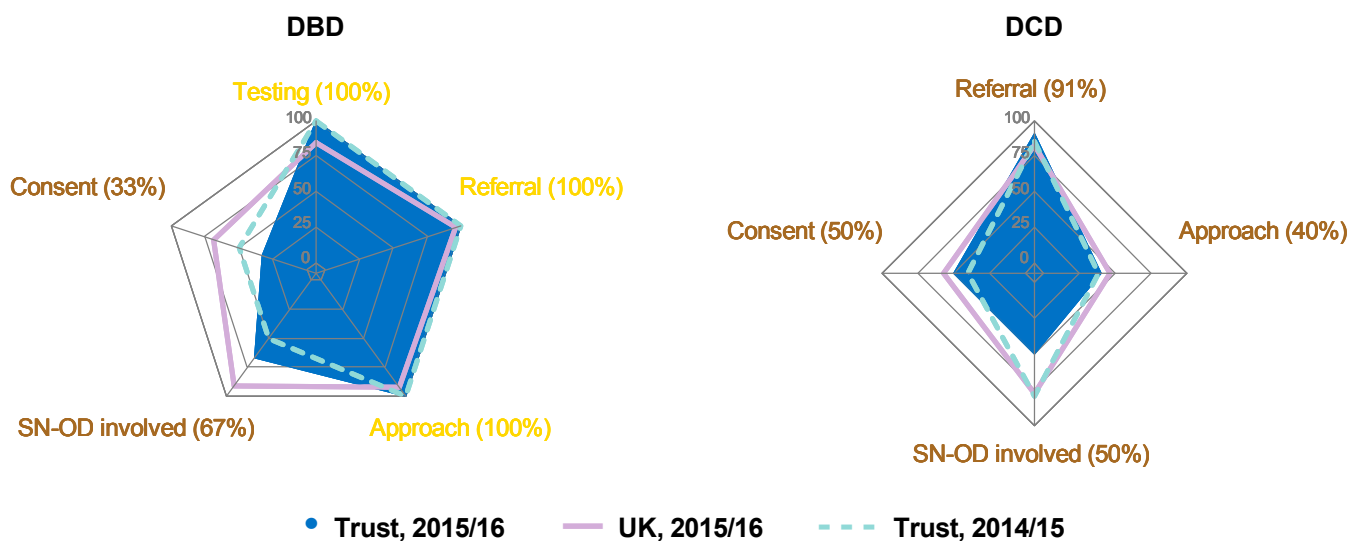 DBD
DCD
Testing (100%)
Referral (100%)
Approach (100%)
SN-OD involved (67%)
Consent (33%)
100
75
50
25
0
Referral (91%)
Approach (40%)
SN-OD involved (50%)
Consent (50%)
100
75
50
25
0
Trust, 2015/16
UK, 2015/16
Trust, 2014/15